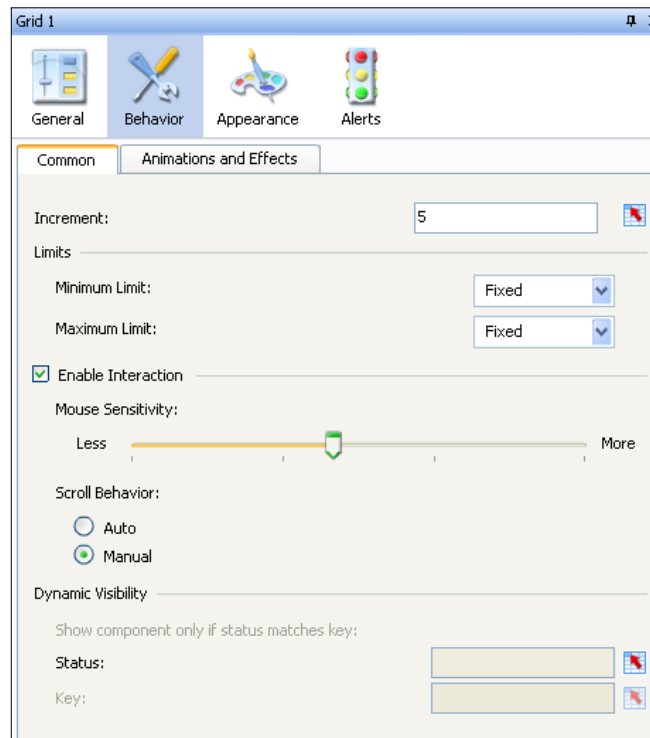 Grid 1
General Behavior Appearance Alerts
Common Animations and Effects
Increment: 5
Limits
Minimum Limit: Fixed
Maximum Limit: Fixed
Enable Interaction
Mouse Sensitivity:
Less More
Scroll Behavior:
Auto
Manual
Dynamic Visibility
Show component only if status matches key:
Status:
Key: